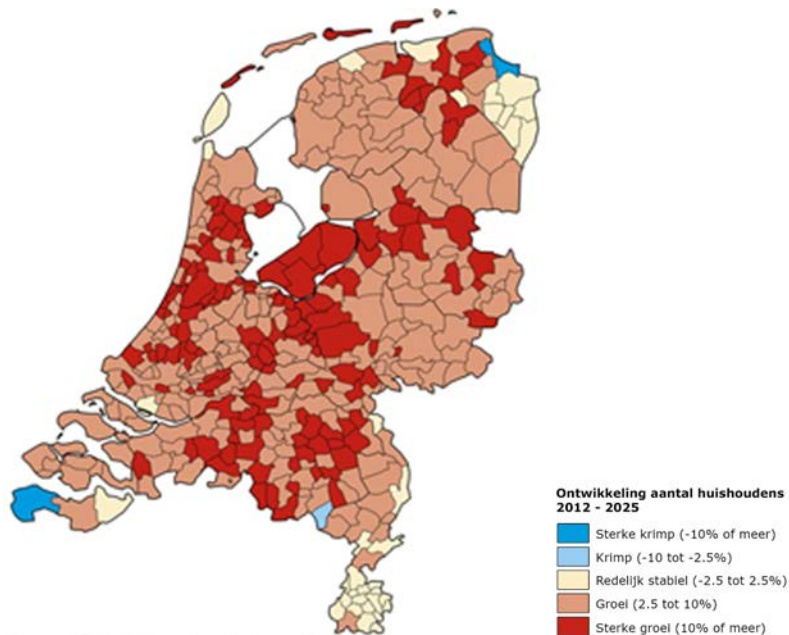 Ontwikkeling aantal huishoudens
2012 - 2025
Sterke krimp (-10% of meer)
Krimp (-10 tot -2.5%)
Redelijk stabiel (-2.5 tot 2.5%)
Groei (2.5 tot 10%)
Sterke groei (10% of meer)